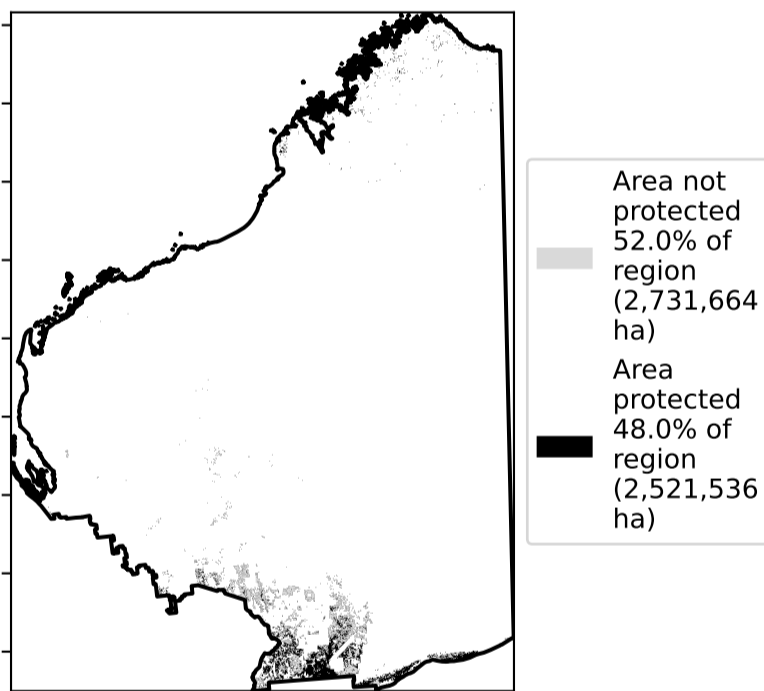 Area not
protected
52.0% of
region
(2,731,664
ha)
Area
protected
48.0% of
region
(2,521,536
ha)